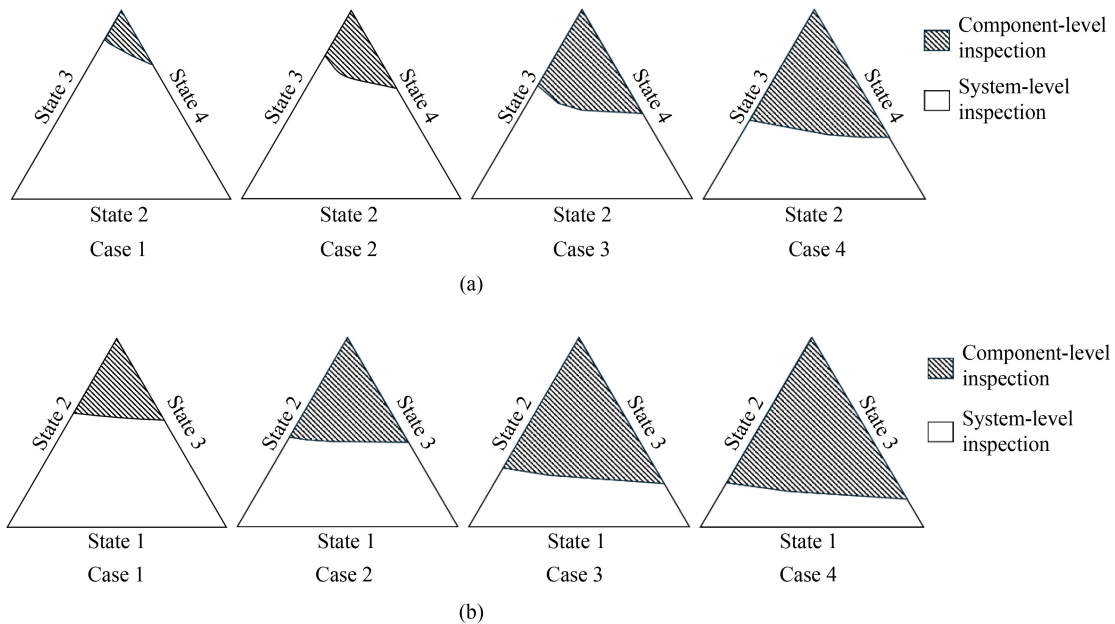 State 3
State 4
State 2
Case 1
State 3
State 4
State 2
Case 2
State 3
State 4
State 2
Case 3
State 3
State 4
State 2
Case 4
Component-level
inspection
System-level
inspection
(a)
State 2
State 3
State 1
Case 1
State 2
State 3
State 1
Case 2
State 2
State 3
State 1
Case 3
State 2
State 3
State 1
Case 4
Component-level
inspection
System-level
inspection
(b)